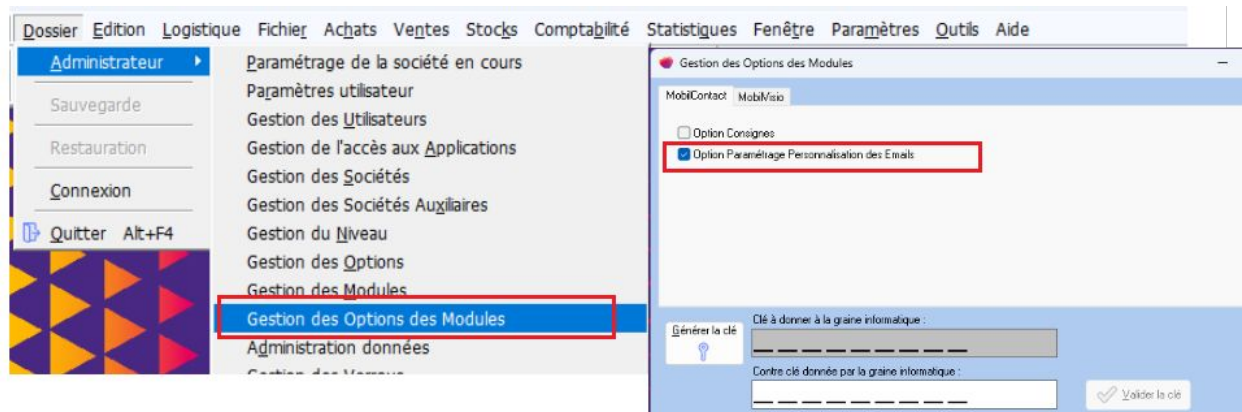 Dossier Edition Logistique Fichier Achats Ventes Stocks Comptabilité Statistiques Fenêtre Paramètres Outils Aide
Administrateur
Sauvegarde
Restauration
Connexion
Quitter Alt+F4
Paramétrage de la société en cours
Paramètres utilisateur
Gestion des Utilisateurs
Gestion de l'accès aux Applications
Gestion des Sociétés
Gestion des Sociétés Auxiliaires
Gestion du Niveau
Gestion des Options
Gestion des Modules
Gestion des Options des Modules
Administration données
Gestion des Verrous
Gestion des Options des Modules
MobilContact MobiVisio
Option Consignes
Option Paramétrage Personnalisation des Emails
Générer la clé
Clé à donner à la graine informatique :
Contre clé donnée par la graine informatique :
Valider la clé